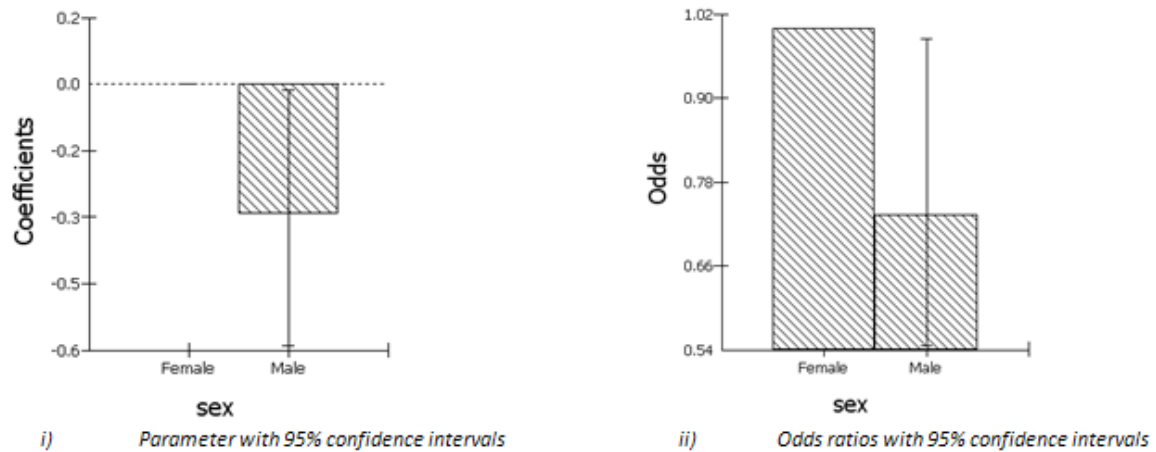 0.2
0.0
-0.2
-0.3
-0.5
-0.6
Coefficients
Female Male
sex
i) Parameter with 95% confidence intervals
1.02
0.90
0.78
0.66
0.54
Odds
Female Male
sex
ii) Odds ratios with 95% confidence intervals